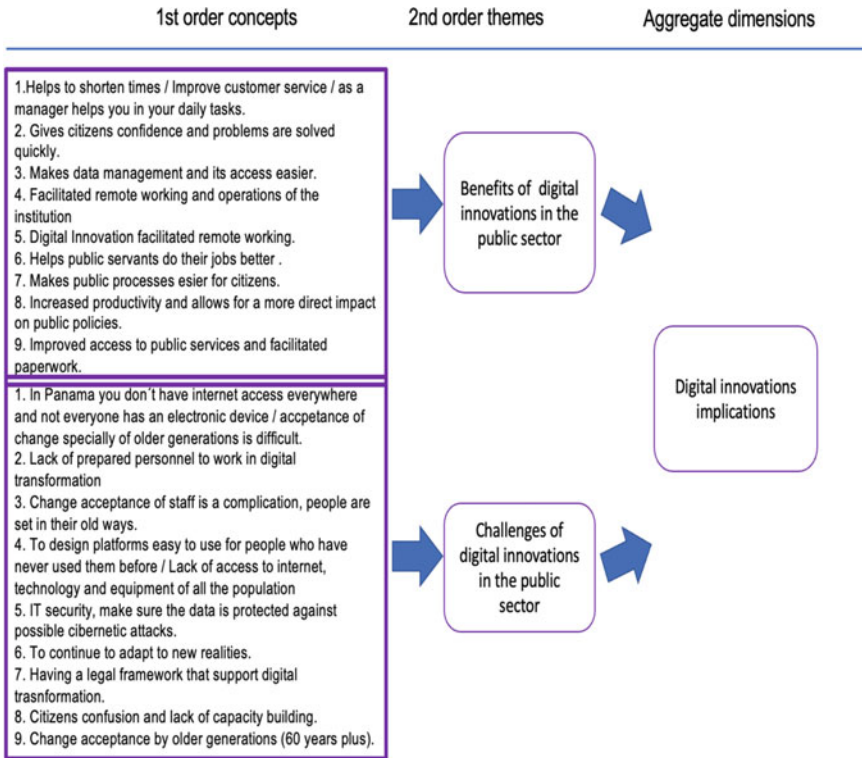 1st order concepts
2nd order themes
Aggregate dimensions
1.Helps to shorten times / Improve customer service / as a
manager helps you in your daily tasks.
2. Gives citizens confidence and problems are solved
quickly.
3. Makes data management and its access easier.
4. Facilitated remote working and operations of the
institution
5. Digital Innovation facilitated remote working.
6. Helps public servants do their jobs better .
7. Makes public processes esier for citizens.
8. Increased productivity and allows for a more direct impact
on public policies.
9. Improved access to public services and facilitated
paperwork.
1. In Panama you don´t have internet access everywhere
and not everyone has an electronic device / accpetance of
change specially of older generations is difficult.
2. Lack of prepared personnel to work in digital
transformation
3. Change acceptance of staff is a complication, people are
set in their old ways.
4. To design platforms easy to use for people who have
never used them before / Lack of access to internet,
technology and equipment of all the population
5. IT security, make sure the data is protected against
possible cibernetic attacks.
6. To continue to adapt to new realities.
7. Having a legal framework that support digital
trasnformation.
8. Citizens confusion and lack of capacity building.
9. Change acceptance by older generations (60 years plus).
Benefits of digital
innovations in the
public sector
Challenges of
digital innovations
in the public
sector
Digital innovations
implications